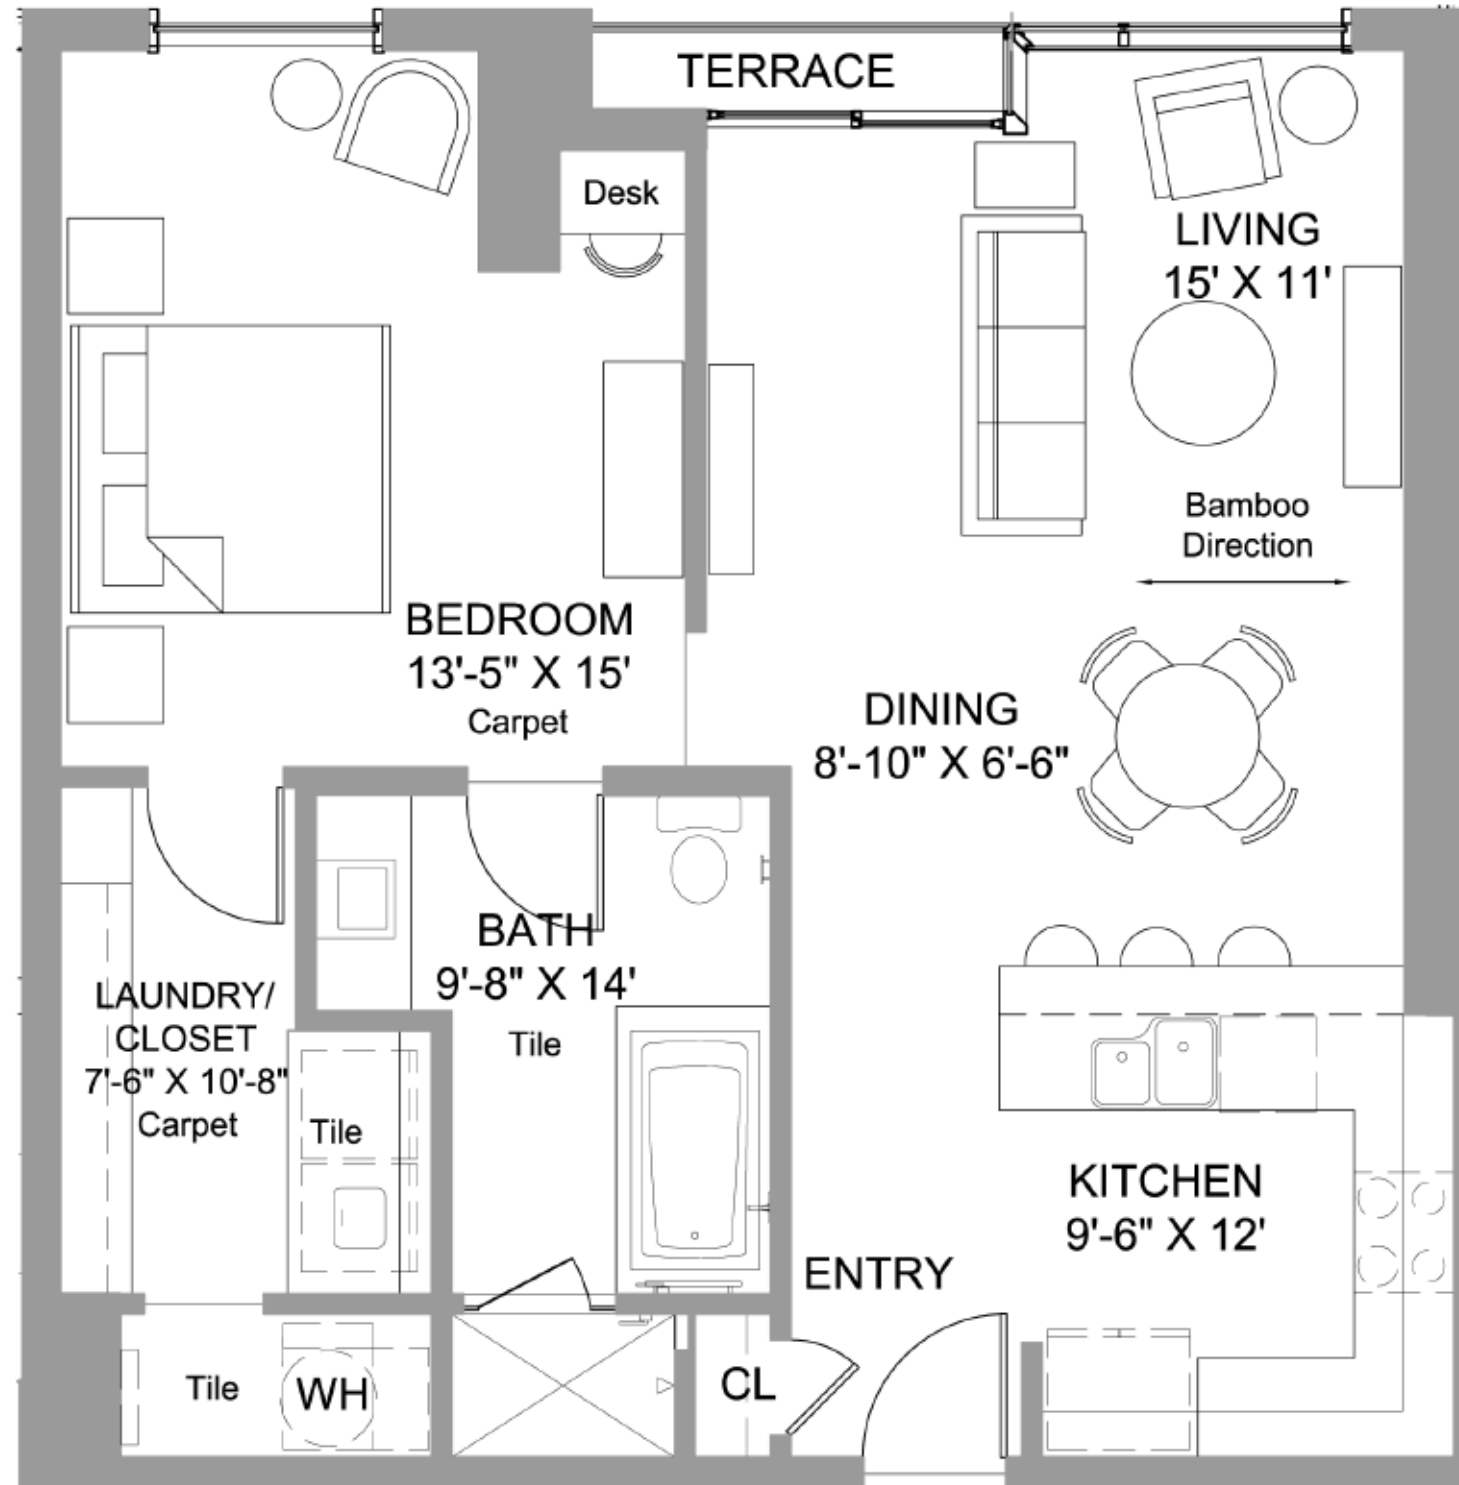 TERRACE
Desk
LIVING
15' X 11'
Bamboo
Direction
BEDROOM
13'-5" X 15'
Carpet
DINING
8'-10" X 6'-6"
BATH
9'-8" X 14'
Tile
LAUNDRY/
CLOSET
7'-6" X 10'-8"
Carpet
Tile
KITCHEN
9'-6" X 12'
ENTRY
Tile
WH
CL